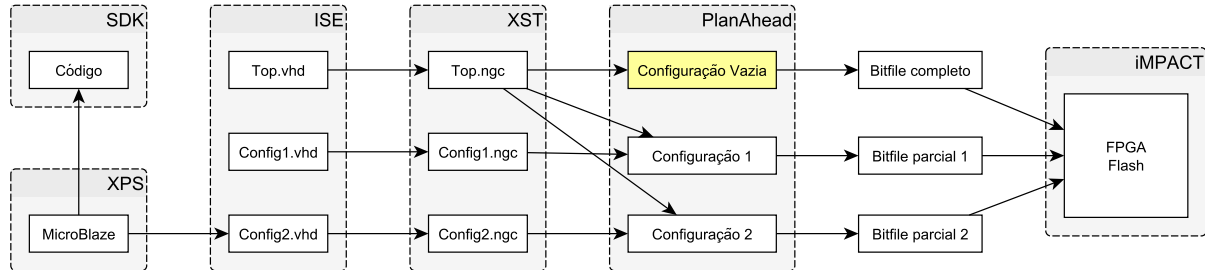 SDK
ISE
XST
PlanAhead
Código
Top.vhd
Top.ngc
Configuração Vazia
Bitfile completo
iMPACT
Config1.vhd
Config1.ngc
Configuração 1
Bitfile parcial 1
FPGA
Flash
XPS
MicroBlaze
Config2.vhd
Config2.ngc
Configuração 2
Bitfile parcial 2